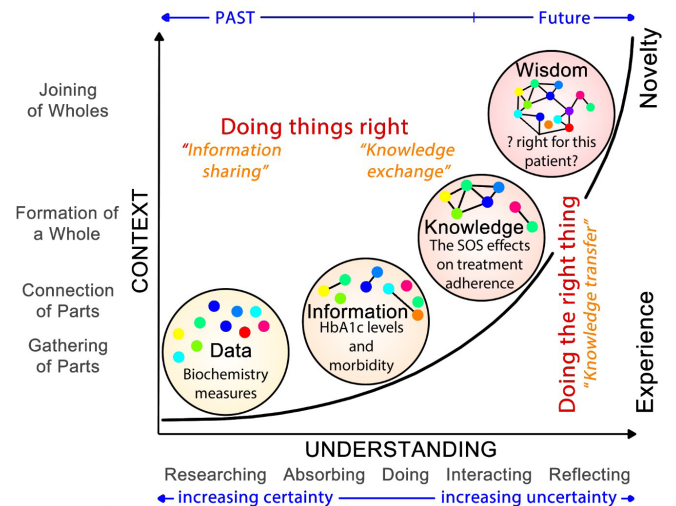 PAST
Future
Novelty
Joining
of Wholes
Wisdom
? right for this
patient?
Doing things right
“Information
sharing”
“Knowledge
exchange”
CONTEXT
Formation of
a Whole
Knowledge
The SOS effects
on treatment
adherence
Doing the right thing
“Knowledge transfer”
Connection
of Parts
Information
HbA1c levels
and
morbidity
Gathering
of Parts
Data
Biochemistry
measures
Experience
UNDERSTANDING
Researching Absorbing Doing Interacting Reflecting
increasing certainty
increasing uncertainty